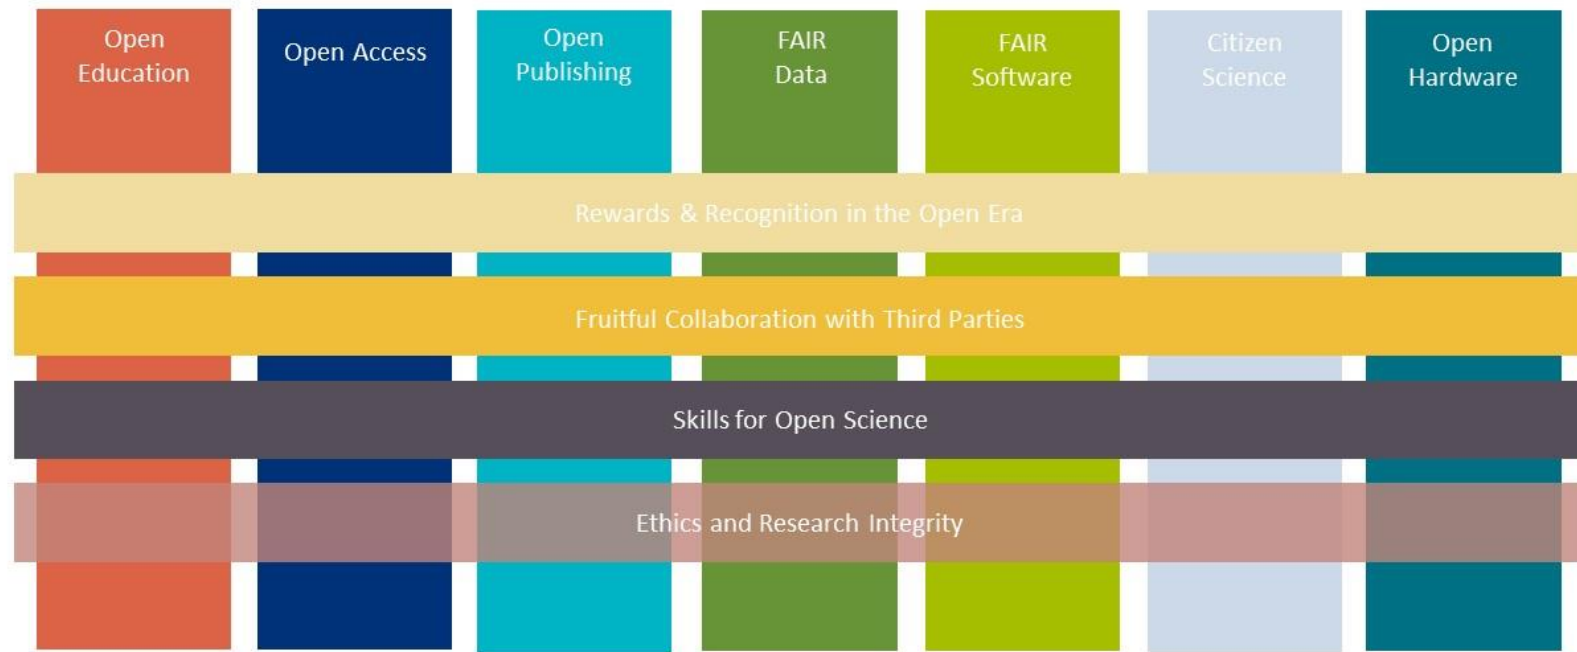 Open
Education
Open Access
Open
Publishing
FAIR
Data
FAIR
Software
Citizen
Science
Open
Hardware
Rewards & Recognition in the Open Era
Fruitful Collaboration with Third Parties
Skills for Open Science
Ethics and Research Integrity